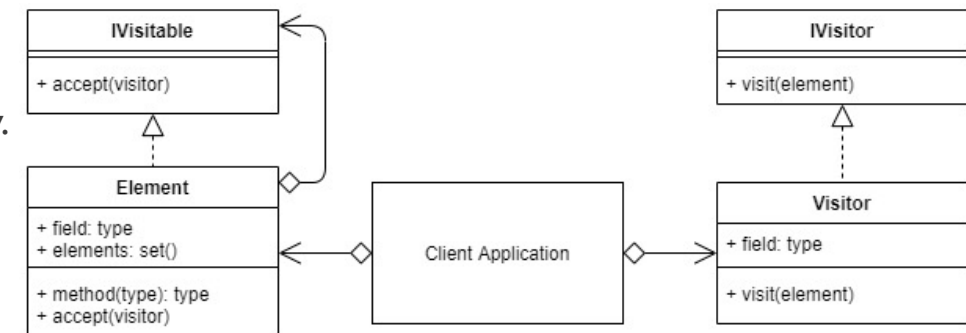 IVisitable
+ accept(visitor)
Element
+ field: type
+ elements: set()
+ method(type): type
+ accept(visitor)
Client Application
IVisitor
+ visit(element)
Visitor
+ field: type
+ visit(element)